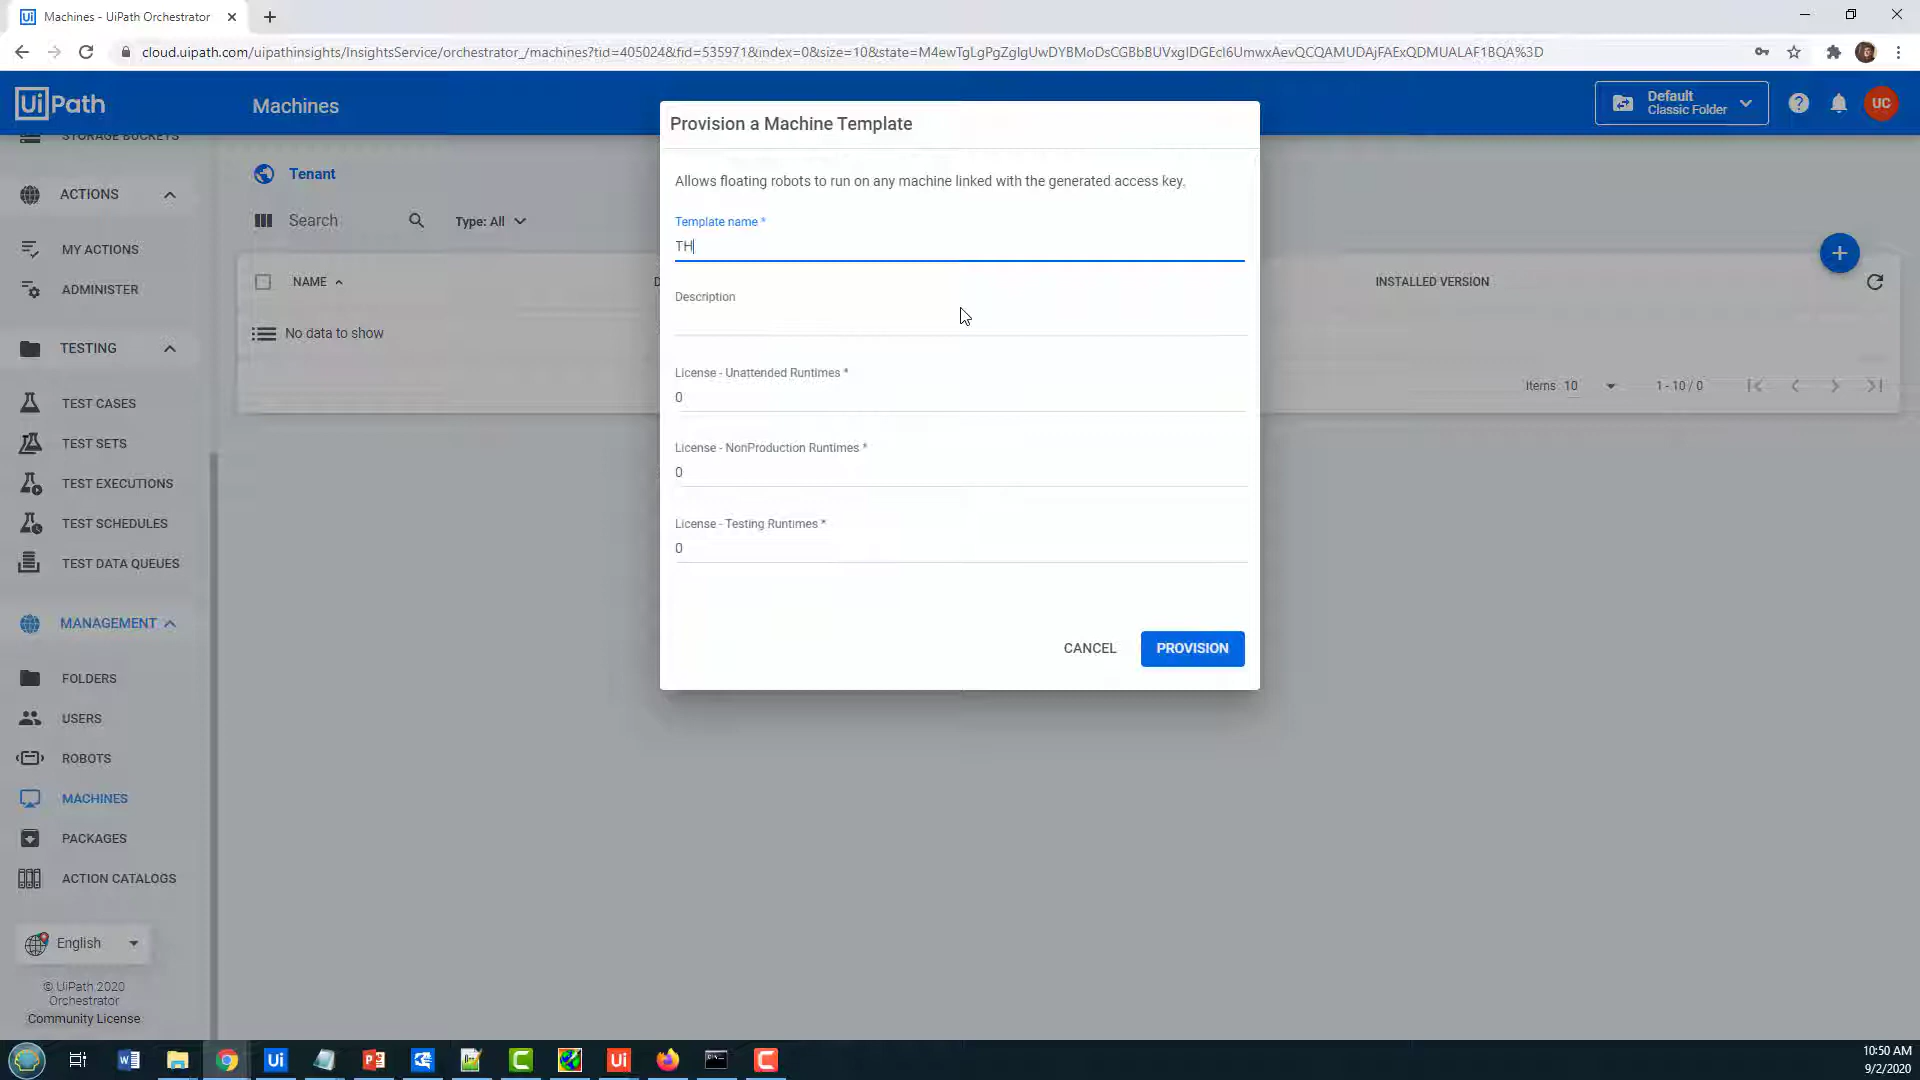 Machines - UiPath Orchestrator
cloud.uipath.com/uipathinsights/InsightsService/orchestrator_/machines?tid=405024&fid=535971&index=0&size=10&state=M4ewTgLgPgZglgUwDYBMoDsCGBbBUVxgIDGEcI6UmwxAevQCQAMUDAjFAExQDMUALAF1BQA%3D
UiPath
Machines
Default
Classic Folder
UC
STORAGE BUCKETS
ACTIONS
MY ACTIONS
ADMINISTER
TESTING
TEST CASES
TEST SETS
TEST EXECUTIONS
TEST SCHEDULES
TEST DATA QUEUES
MANAGEMENT
FOLDERS
USERS
ROBOTS
MACHINES
PACKAGES
ACTION CATALOGS
English
© UiPath 2020
Orchestrator
Community License
Tenant
Search
Type: All
NAME
D
INSTALLED VERSION
No data to show
Items 10
1 - 10 / 0
Provision a Machine Template
Allows floating robots to run on any machine linked with the generated access key.
Template name *
TH
Description
License - Unattended Runtimes *
0
License - NonProduction Runtimes *
0
License - Testing Runtimes *
0
CANCEL
PROVISION
10:50 AM
9/2/2020